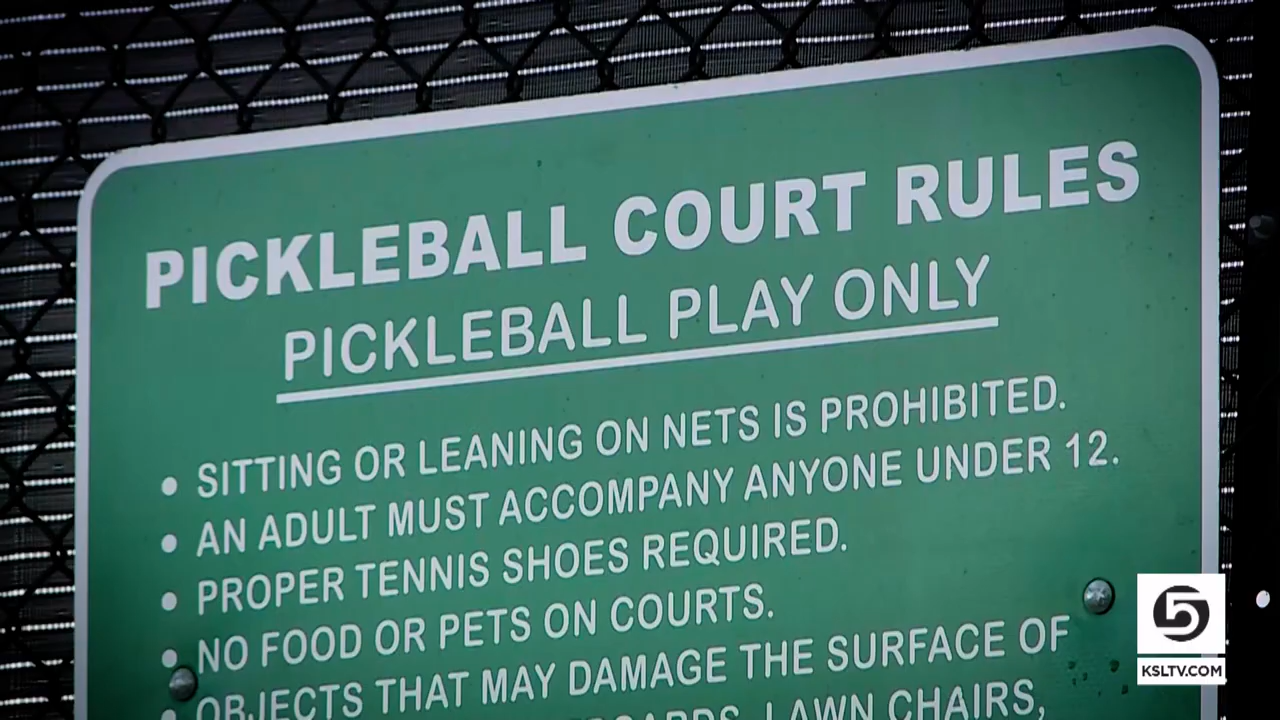 PICKLEBALL COURT RULES
PICKLEBALL PLAY ONLY
• SITTING OR LEANING ON NETS IS PROHIBITED.
• AN ADULT MUST ACCOMPANY ANYONE UNDER 12.
• PROPER TENNIS SHOES REQUIRED.
• NO FOOD OR PETS ON COURTS.
• OBJECTS THAT MAY DAMAGE THE SURFACE OF
LAWN CHAIRS,
5
KSLTV.COM